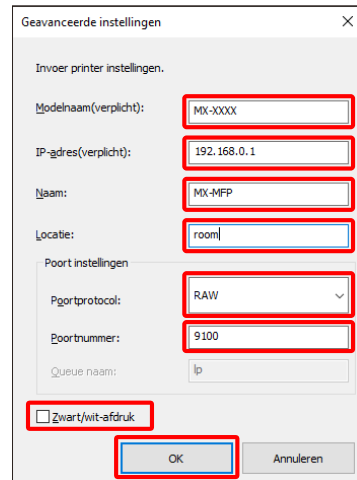 Geavanceerde instellingen
Invoer printer instellingen.
Modelnaam(verplicht): MX-XXXX
IP-adres(verplicht): 192.168.0.1
Naam: MX-MFP
Locatie: room
Poort instellingen
Poortprotocol: RAW
Poortnummer: 9100
Queue naam: lp
Zwart/wit-afdruk
OK Annuleren